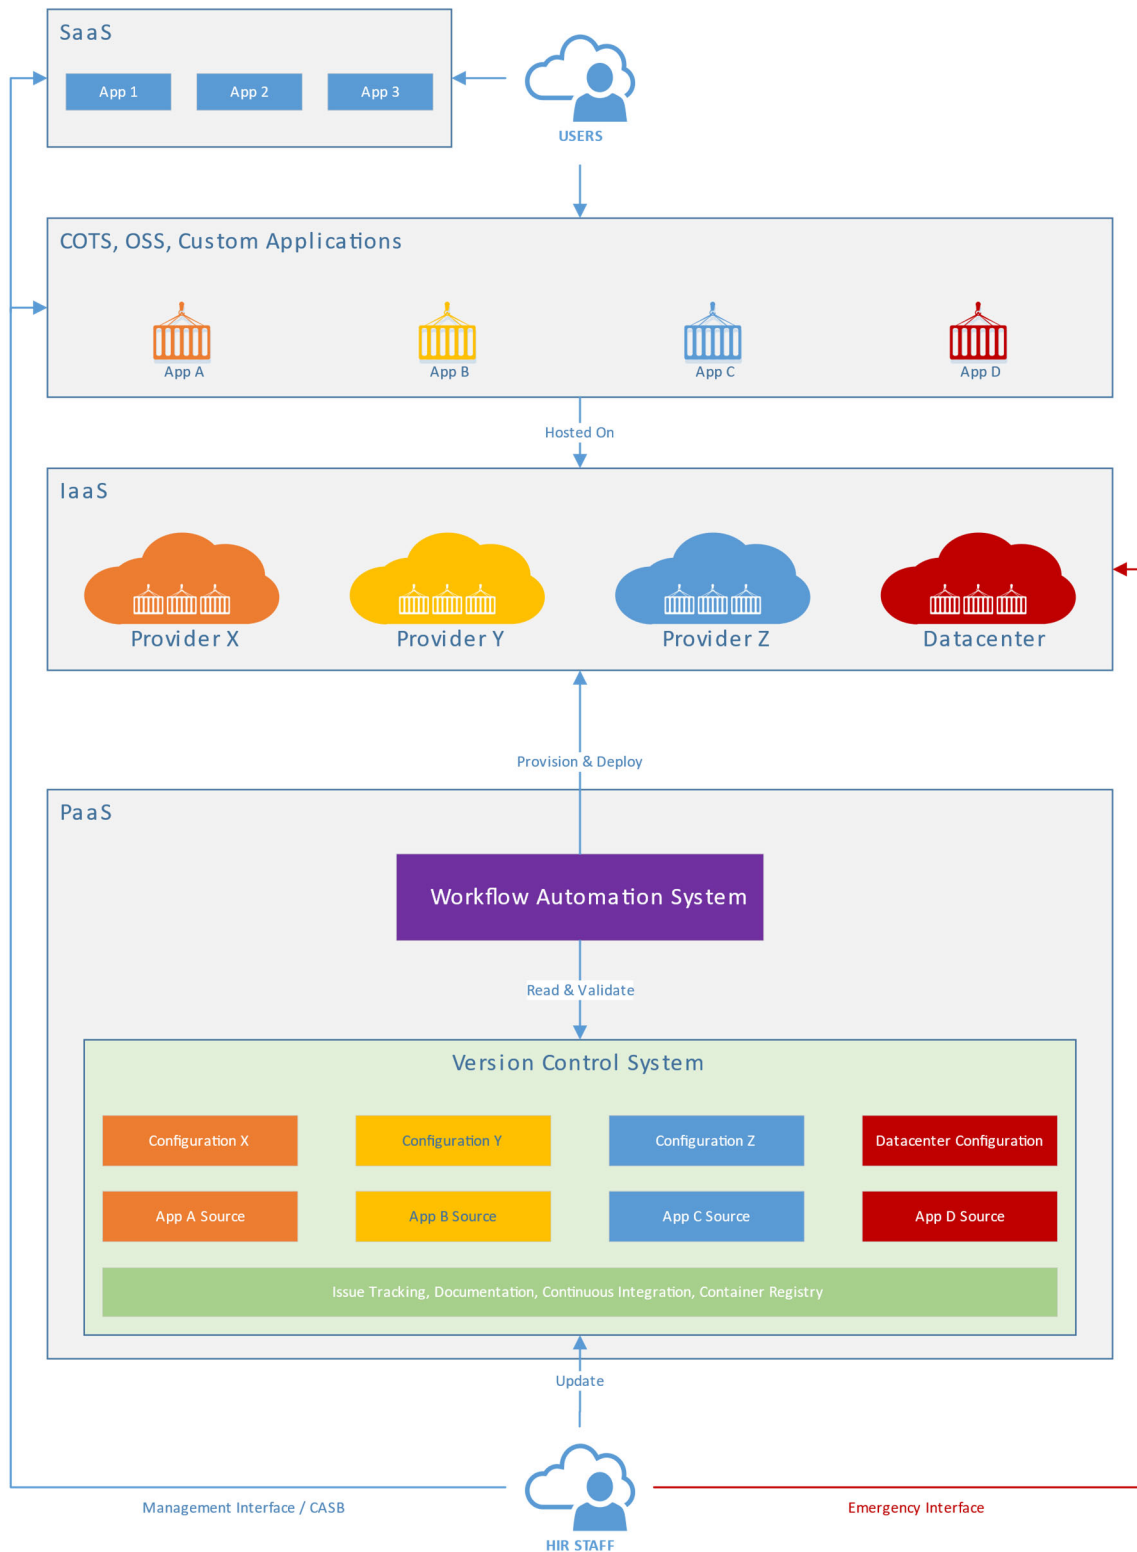 SaaS
App 1
App 2
App 3
USERS
COTS, OSS, Custom Applications
App A
App B
App C
App D
Hosted On
IaaS
Provider X
Provider Y
Provider Z
Datacenter
Provision & Deploy
PaaS
Workflow Automation System
Read & Validate
Version Control System
Configuration X
Configuration Y
Configuration Z
Datacenter Configuration
App A Source
App B Source
App C Source
App D Source
Issue Tracking, Documentation, Continuous Integration, Container Registry
Update
Management Interface / CASB
Emergency Interface
HIR STAFF